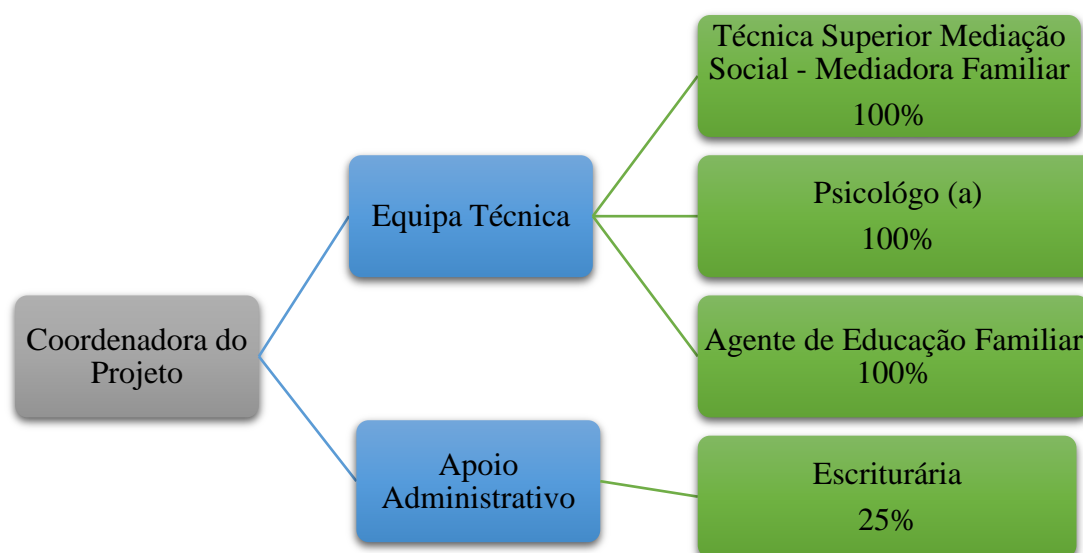 Coordenadora do
Projeto
Equipa Técnica
Técnica Superior Mediação
Social - Mediadora Familiar
100%
Psicológo (a)
100%
Agente de Educação Familiar
100%
Apoio
Administrativo
Escriturária
25%